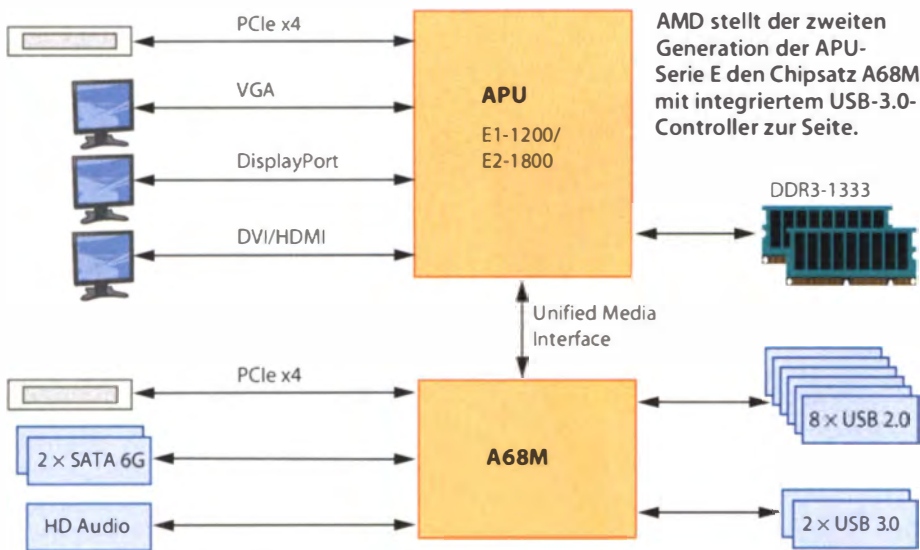 PCIe x4
VGA
DisplayPort
DVI/HDMI
APU
E1-1200/
E2-1800
AMD stellt der zweiten
Generation der APU-
Serie E den Chipsatz A68M
mit integriertem USB-3.0-
Controller zur Seite.
DDR3-1333
Unified Media
Interface
PCIe x4
2 × SATA 6G
HD Audio
A68M
8 × USB 2.0
2 × USB 3.0